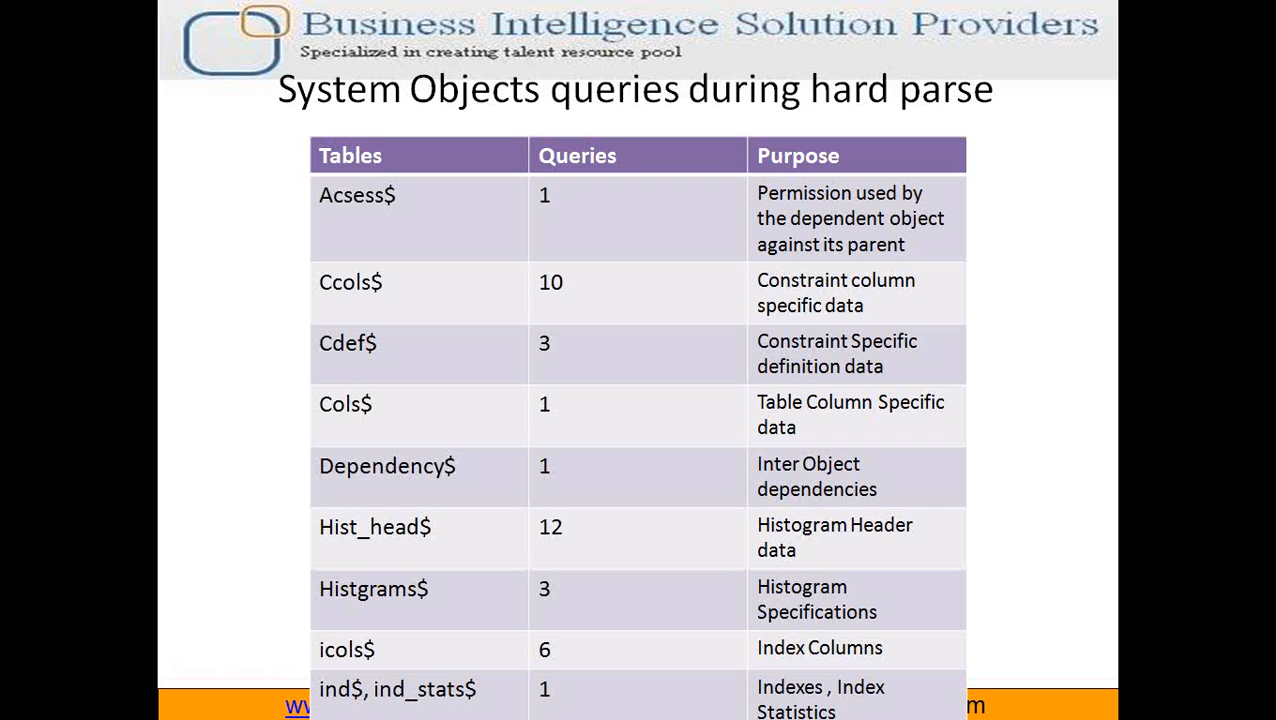 Business Intelligence Solution Providers
Specialized in creating talent resource pool
System Objects queries during hard parse
Tables Queries Purpose
Acsess$ 1 Permission used by
the dependent object
against its parent
Ccols$ 10 Constraint column
specific data
Cdef$ 3 Constraint Specific
definition data
Cols$ 1 Table Column Specific
data
Dependency$ 1 Inter Object
dependencies
Hist_head$ 12 Histogram Header
data
Histgrams$ 3 Histogram
Specifications
icols$ 6 Index Columns
ind$, ind_stats$ 1 Indexes , Index
Statistics